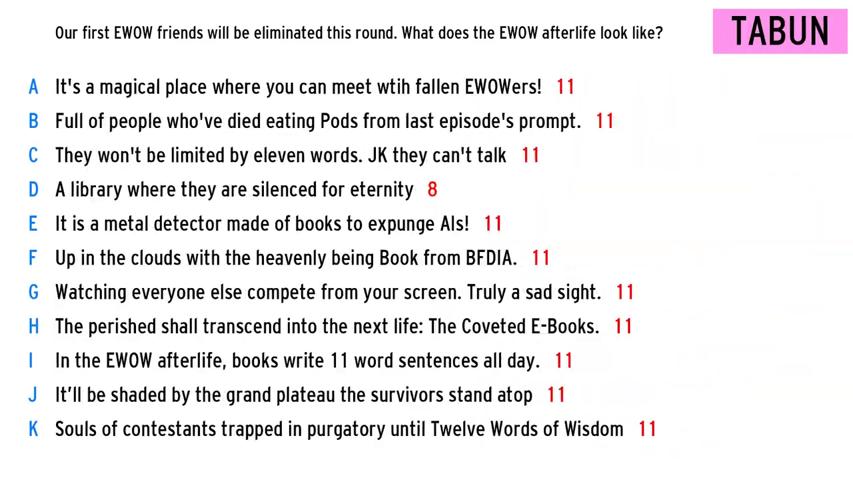 Our first EWOW friends will be eliminated this round. What does the EWOW afterlife look like?
TABUN
A It's a magical place where you can meet wtih fallen EWOWers! 11
B Full of people who've died eating Pods from last episode's prompt. 11
C They won't be limited by eleven words. JK they can't talk 11
D A library where they are silenced for eternity 8
E It is a metal detector made of books to expunge AIs! 11
F Up in the clouds with the heavenly being Book from BFDIA. 11
G Watching everyone else compete from your screen. Truly a sad sight. 11
H The perished shall transcend into the next life: The Coveted E-Books. 11
I In the EWOW afterlife, books write 11 word sentences all day. 11
J It’ll be shaded by the grand plateau the survivors stand atop 11
K Souls of contestants trapped in purgatory until Twelve Words of Wisdom 11